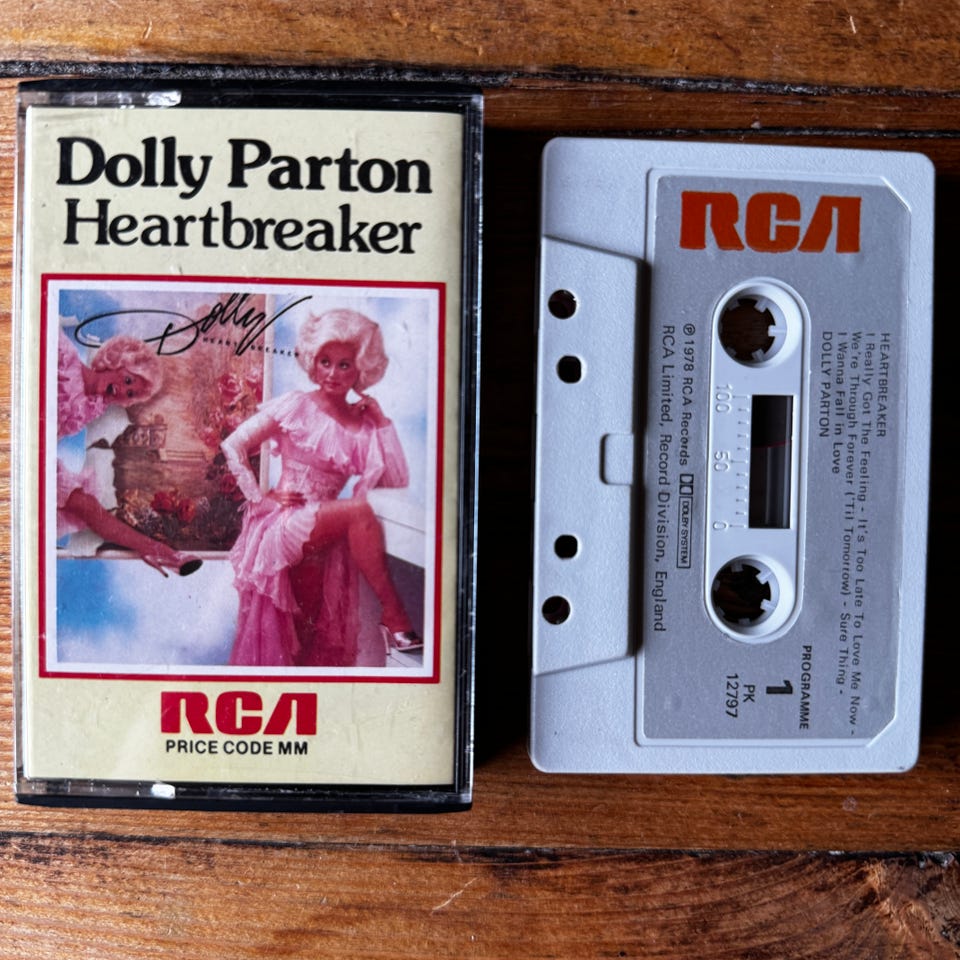 Dolly Parton
Heartbreaker
Dolly
HEARTBREAKER
RCA
PRICE CODE MM
RCA
HEARTBREAKER
I Really Got The Feeling - It's Too Late To Love Me Now -
We're Through Forever ('Til Tomorrow) - Sure Thing -
I Wanna Fall in Love
DOLLY PARTON
100 50 0
PROGRAMME
1
PK
12797
℗ 1978 RCA Records DOLBY SYSTEM
RCA Limited, Record Division, England